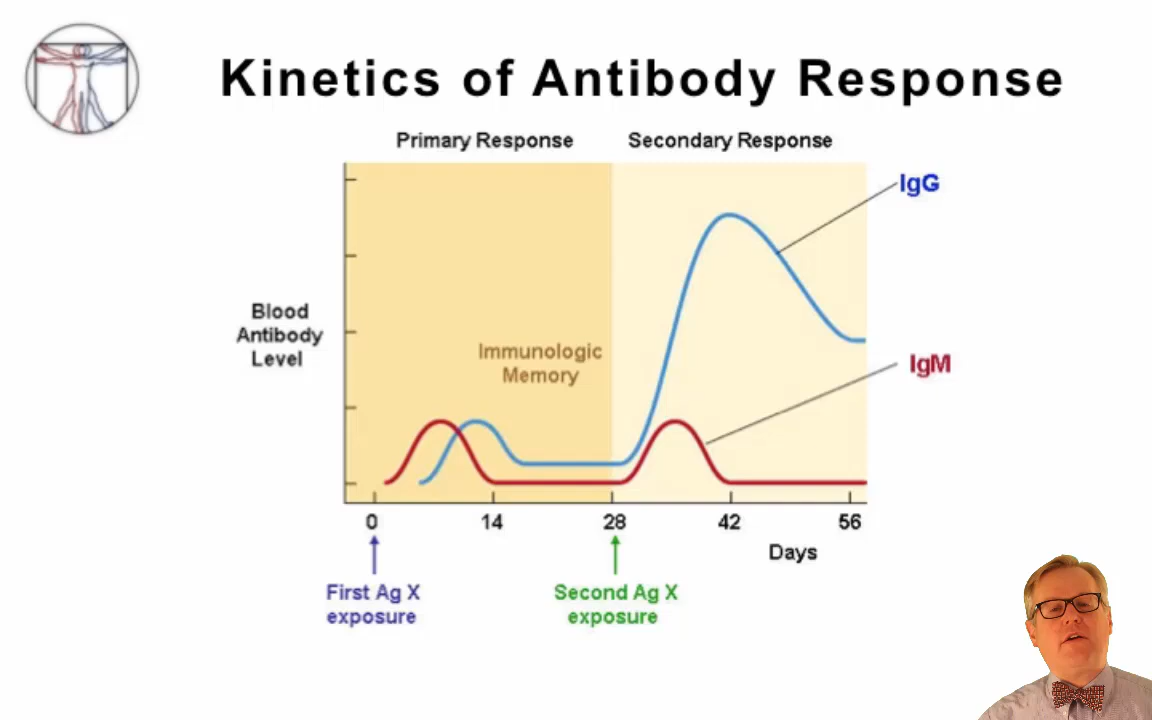 Kinetics of Antibody Response
Primary Response
Secondary Response
IgG
Blood
Antibody
Level
Immunologic
Memory
IgM
0
14
28
42
56
Days
First Ag X
exposure
Second Ag X
exposure